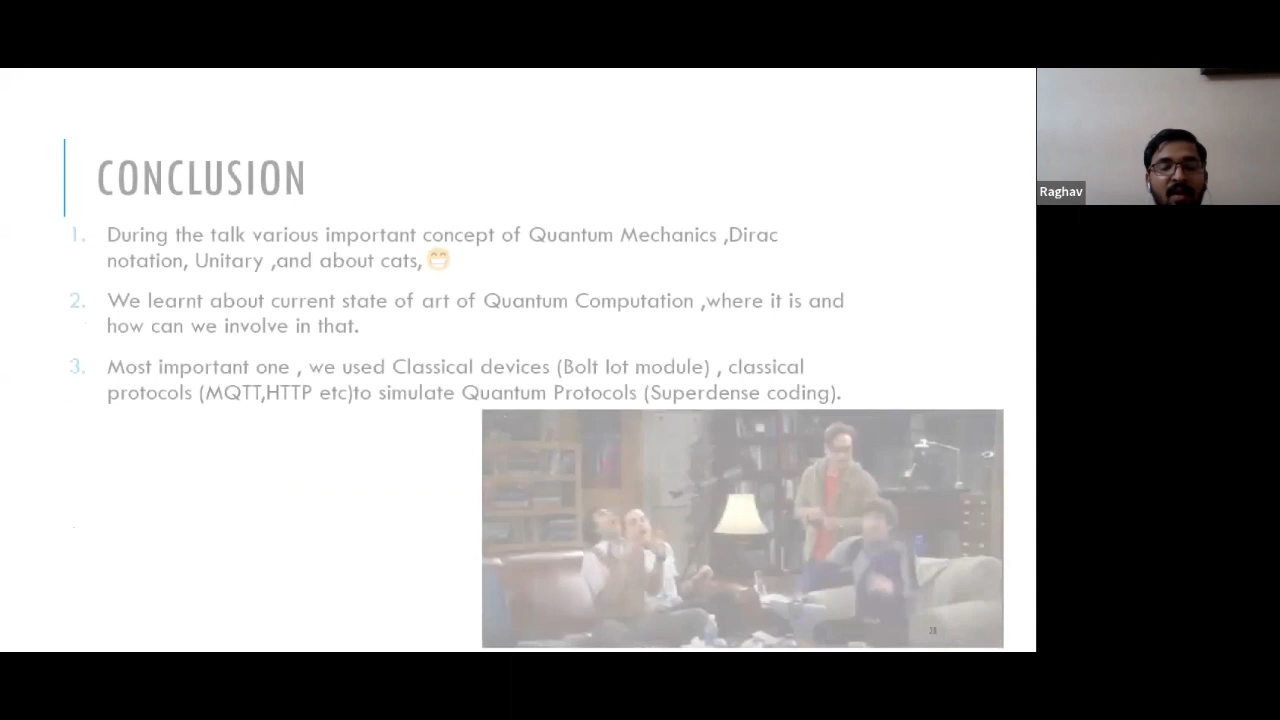 CONCLUSION
1. During the talk various important concept of Quantum Mechanics ,Dirac
notation, Unitary ,and about cats, 😁
2. We learnt about current state of art of Quantum Computation ,where it is and
how can we involve in that.
3. Most important one , we used Classical devices (Bolt Iot module) , classical
protocols (MQTT,HTTP etc)to simulate Quantum Protocols (Superdense coding).
Raghav